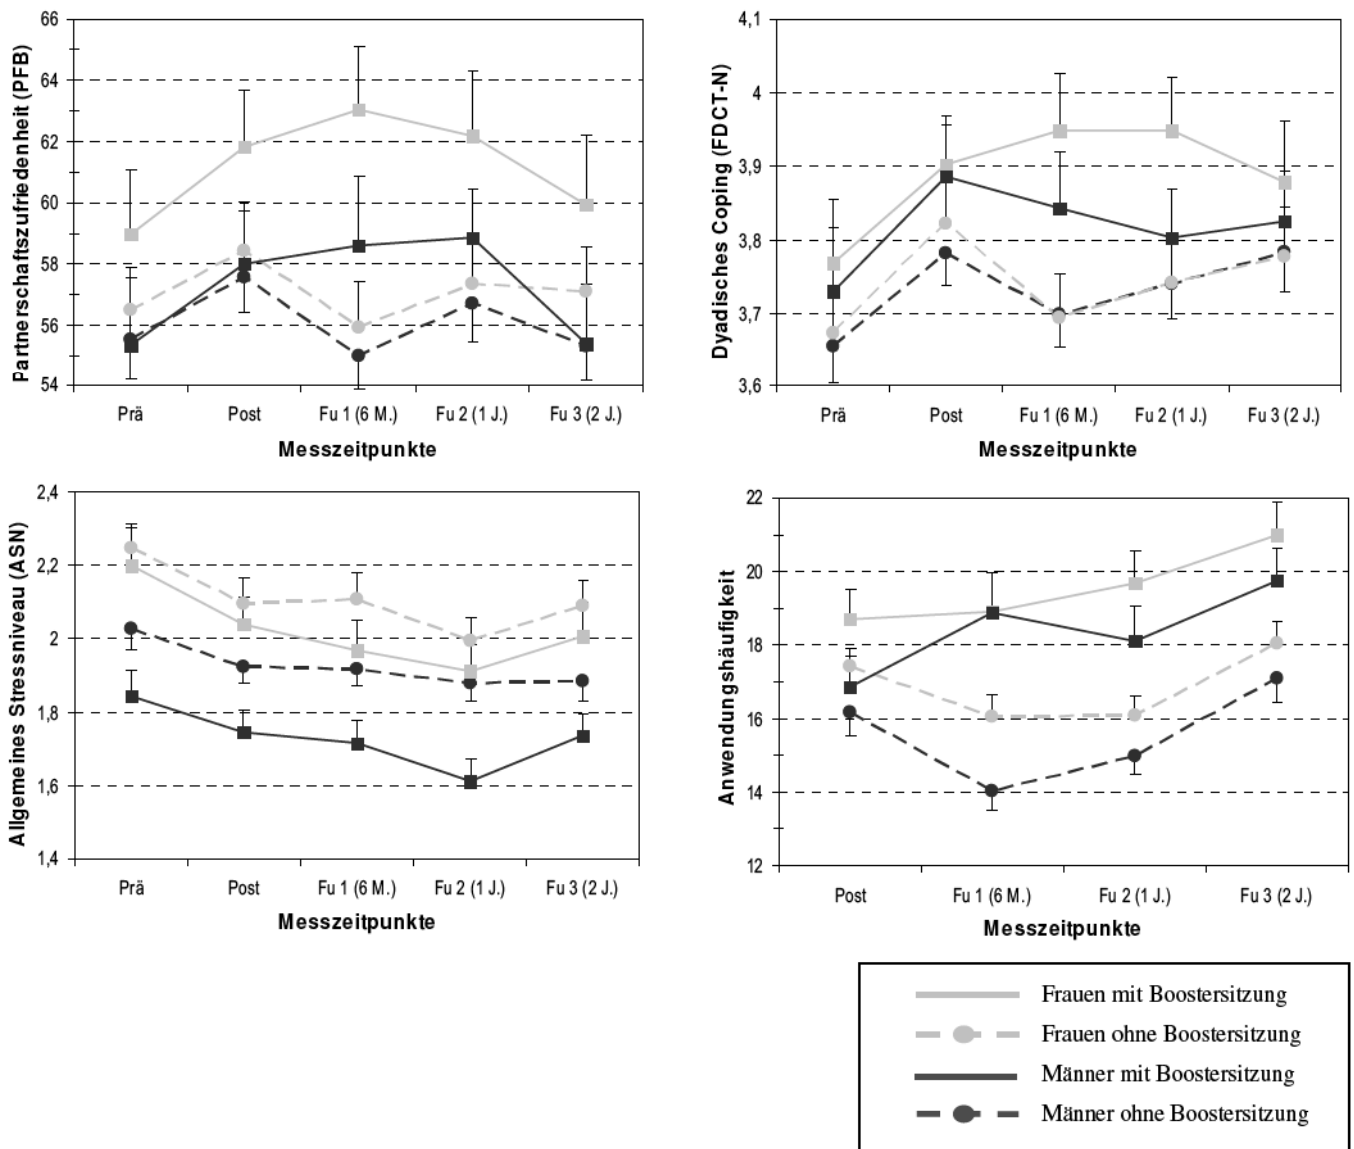 Partnerschaftszufriedenheit (PFB)
66
64
62
60
58
56
54
Prä Post Fu 1 (6 M.) Fu 2 (1 J.) Fu 3 (2 J.)
Messzeitpunkte
Dyadisches Coping (FDCT-N)
4,1
4
3,9
3,8
3,7
3,6
Prä Post Fu 1 (6 M.) Fu 2 (1 J.) Fu 3 (2 J.)
Messzeitpunkte
Allgemeines Stressniveau (ASN)
2,4
2,2
2
1,8
1,6
1,4
Prä Post Fu 1 (6 M.) Fu 2 (1 J.) Fu 3 (2 J.)
Messzeitpunkte
Anwendungshäufigkeit
22
20
18
16
14
12
Post Fu 1 (6 M.) Fu 2 (1 J.) Fu 3 (2 J.)
Messzeitpunkte
Frauen mit Boostersitzung
Frauen ohne Boostersitzung
Männer mit Boostersitzung
Männer ohne Boostersitzung